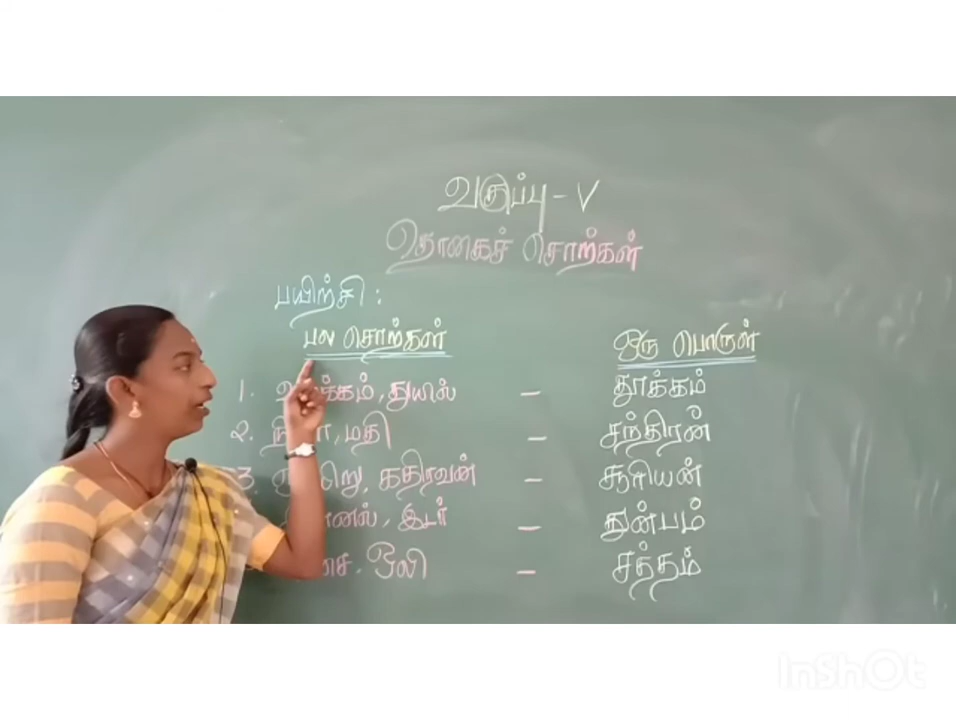 வகுப்பு - V
தொகைச் சொற்கள்
பயிற்சி :
பல சொற்கள் ஒரு பொருள்
1. துயில் - தூக்கம்
2. மதி - சந்திரன்
3. கதிரவன் - சூரியன்
இடர் - துன்பம்
ஒலி - சத்தம்
InShOt